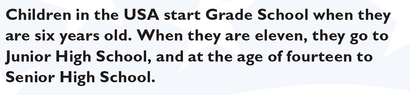 Children in the USA start Grade School when they
are six years old. When they are eleven, they go to
Junior High School, and at the age of fourteen to
Senior High School.